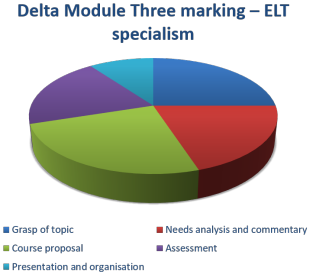 Delta Module Three marking – ELT
specialism
Grasp of topic
Needs analysis and commentary
Course proposal
Assessment
Presentation and organisation